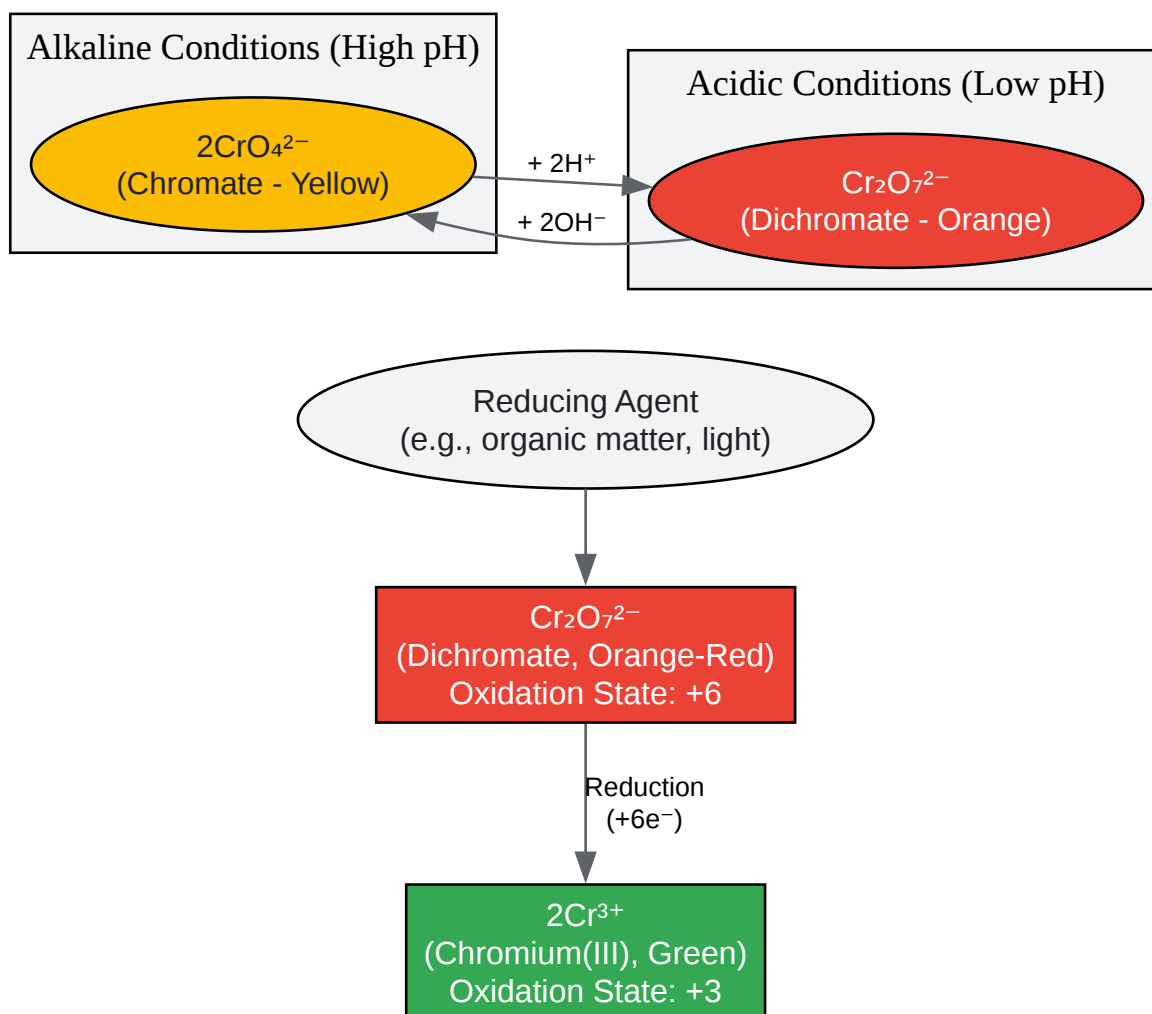 Alkaline Conditions (High pH)
2CrO₄²⁻
(Chromate - Yellow)
+ 2H⁺
+ 2OH⁻
Acidic Conditions (Low pH)
Cr₂O₇²⁻
(Dichromate - Orange)
Reducing Agent
(e.g., organic matter, light)
Cr₂O₇²⁻
(Dichromate, Orange-Red)
Oxidation State: +6
Reduction
(+6e⁻)
2Cr³⁺
(Chromium(III), Green)
Oxidation State: +3